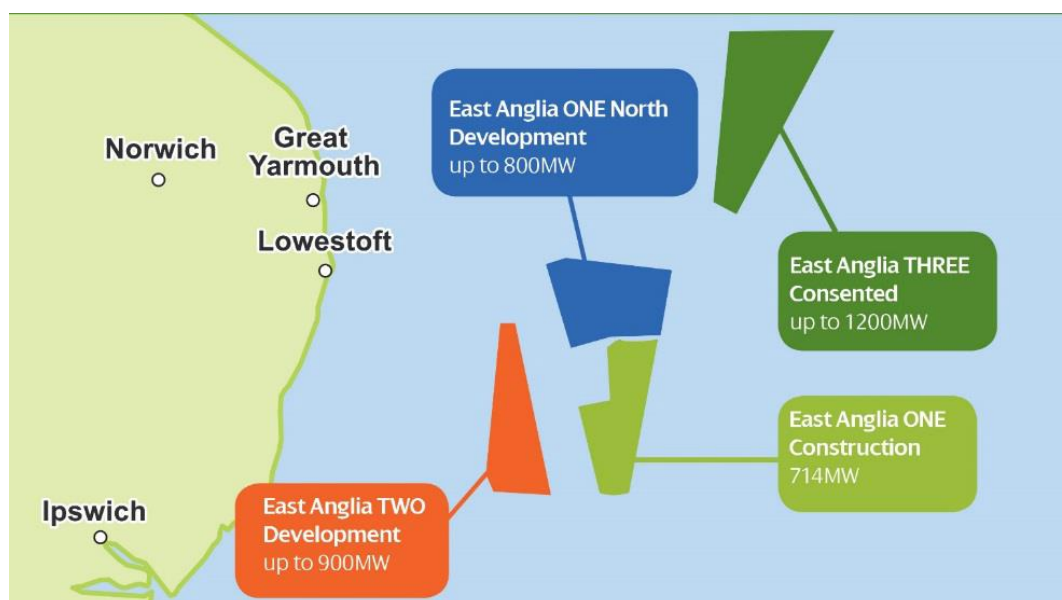 Norwich
Great
Yarmouth
Lowestoft
Ipswich
East Anglia ONE North
Development
up to 800MW
East Anglia THREE
Consented
up to 1200MW
East Anglia ONE
Construction
714MW
East Anglia TWO
Development
up to 900MW